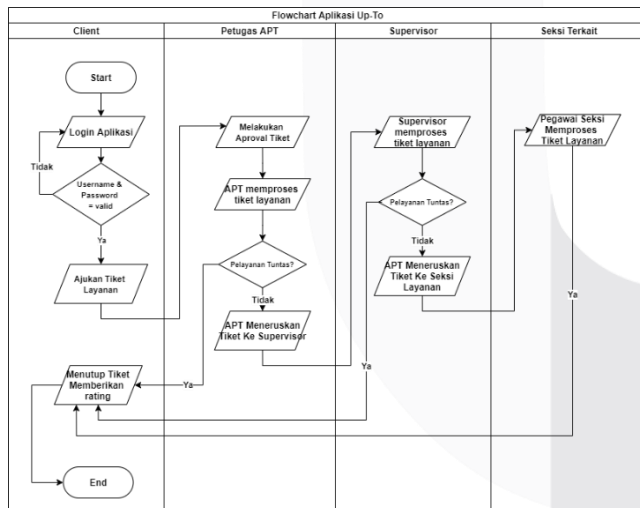 Flowchart Aplikasi Up-To
Client
Petugas APT
Supervisor
Seksi Terkait
Start
Login Aplikasi
Tidak
Username &
Password
= valid
Ya
Ajukan Tiket
Layanan
Menutup Tiket
Memberikan
rating
End
Melakukan
Aproval Tiket
APT memproses
tiket layanan
Pelayanan Tuntas?
Tidak
APT Meneruskan
Tiket Ke Supervisor
Ya
Supervisor
memproses
tiket layanan
Pelayanan Tuntas?
Tidak
APT Meneruskan
Tiket Ke Seksi
Layanan
Ya
Pegawai Seksi
Memproses
Tiket Layanan
Ya